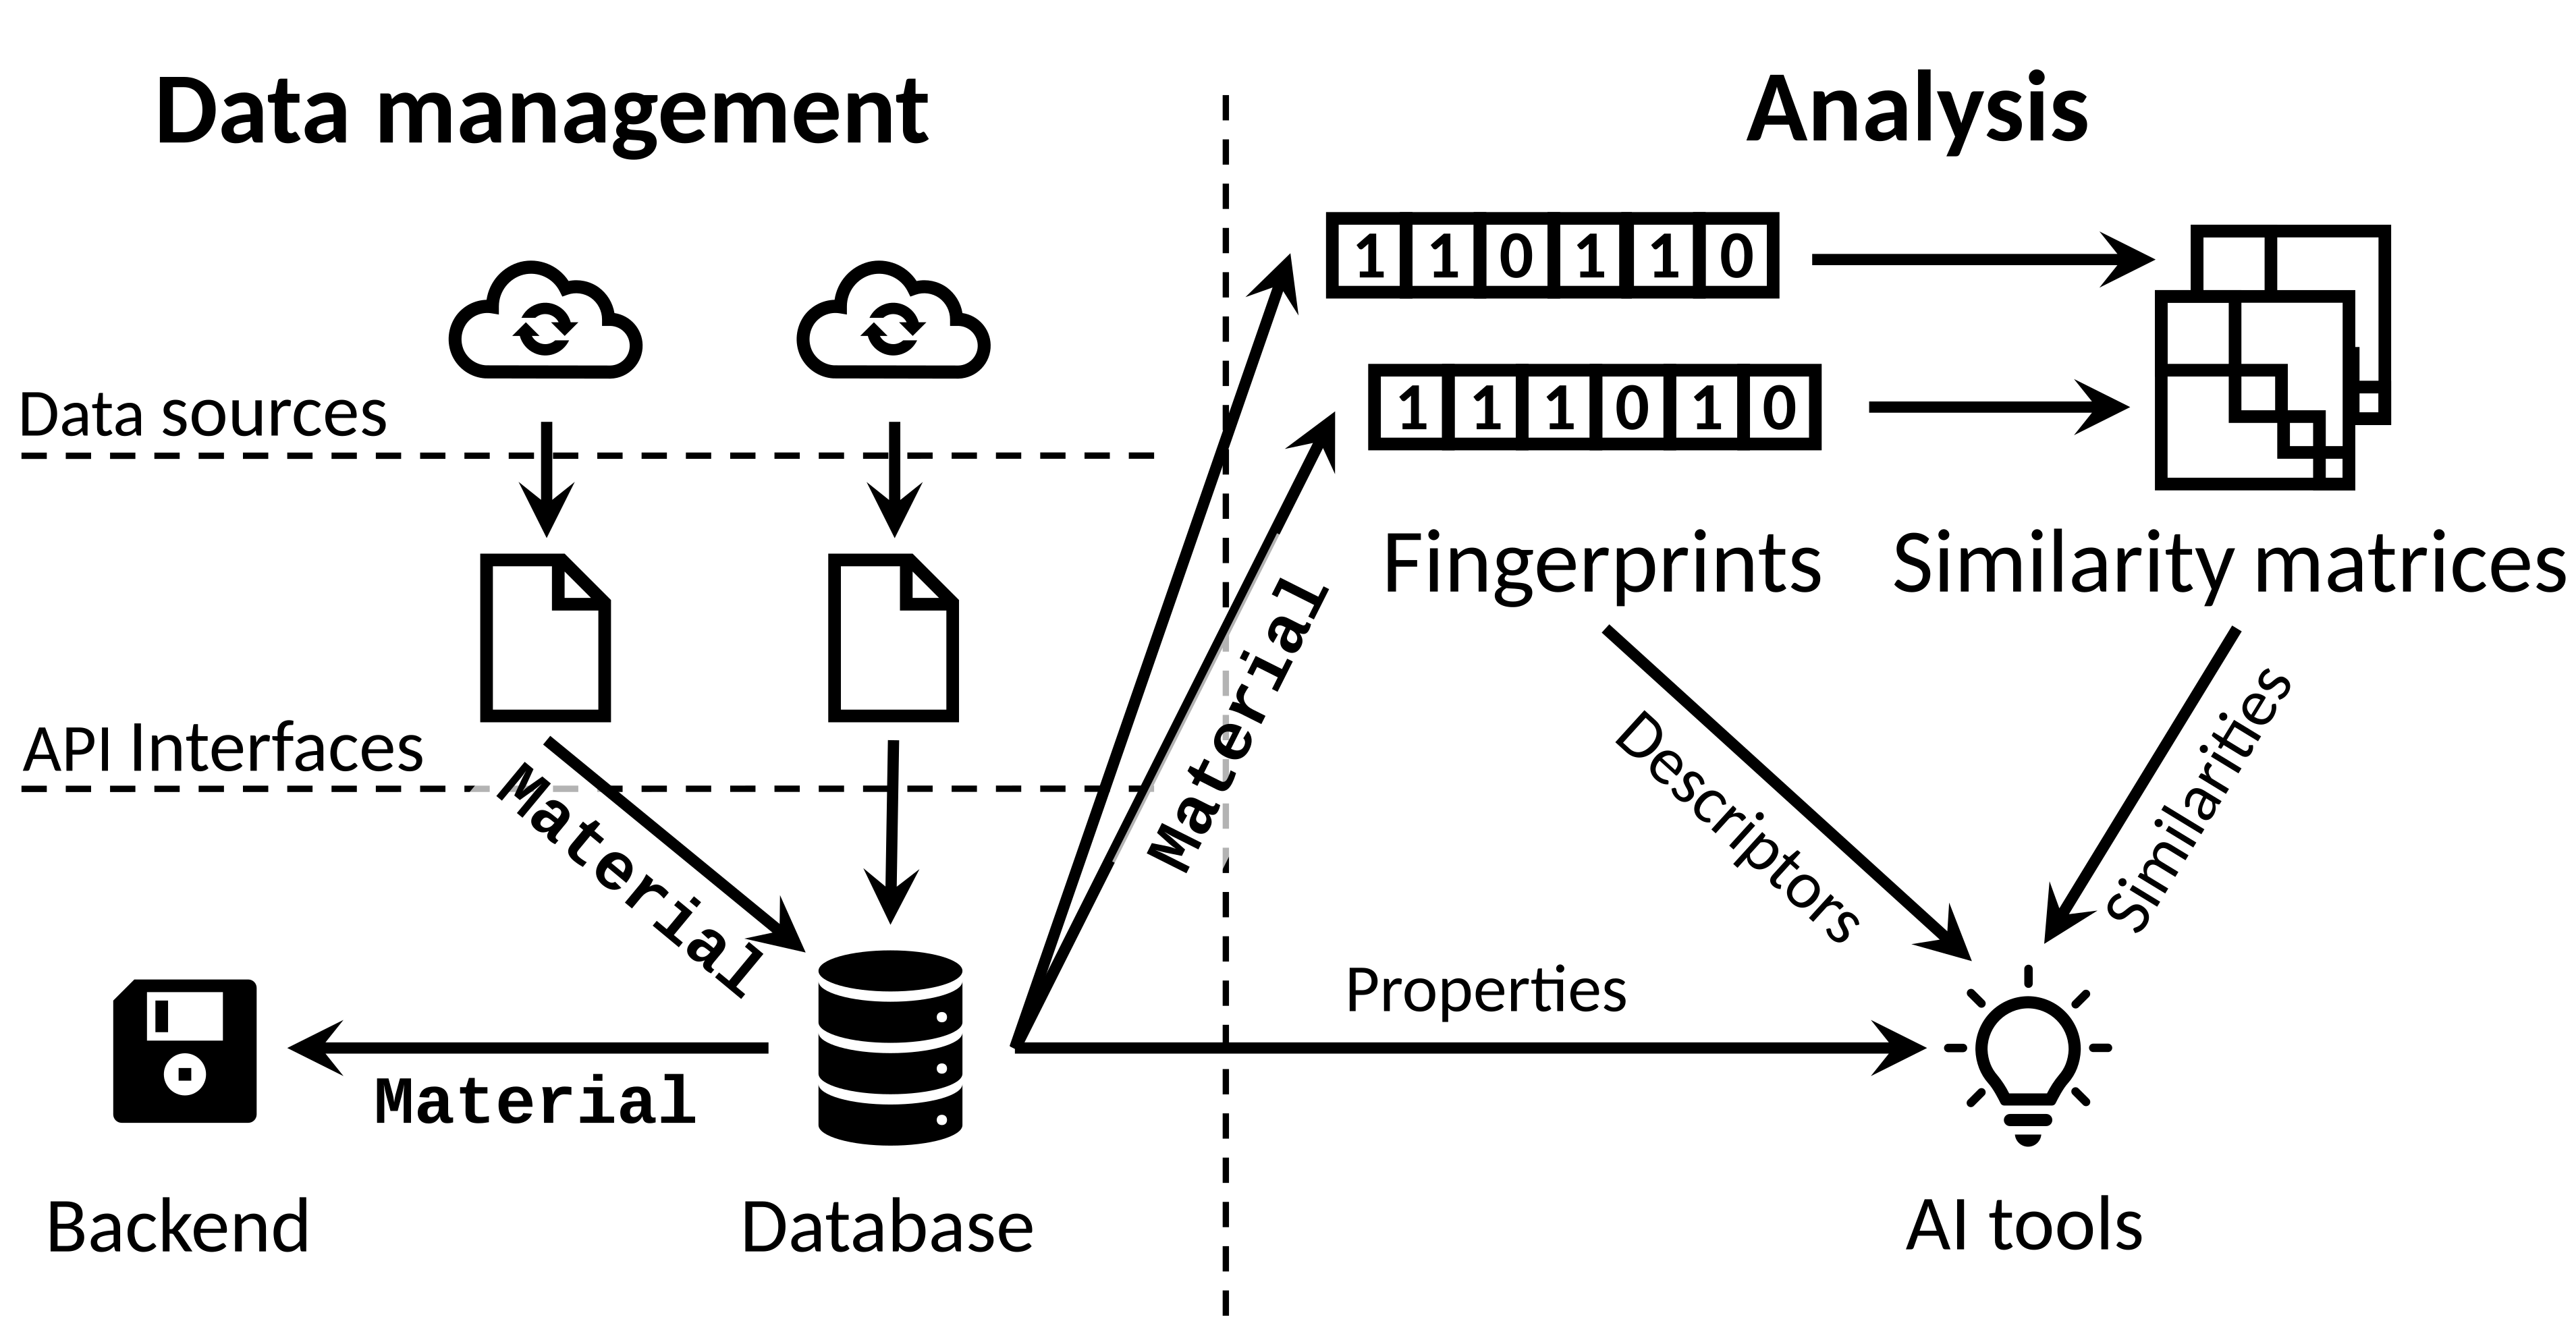 Data management
Analysis
1 1 0 1 1 0
1 1 1 0 1 0
Data sources
Fingerprints
Similarity matrices
API Interfaces
Material
Material
Descriptors
Similarities
Properties
Material
Backend
Database
AI tools